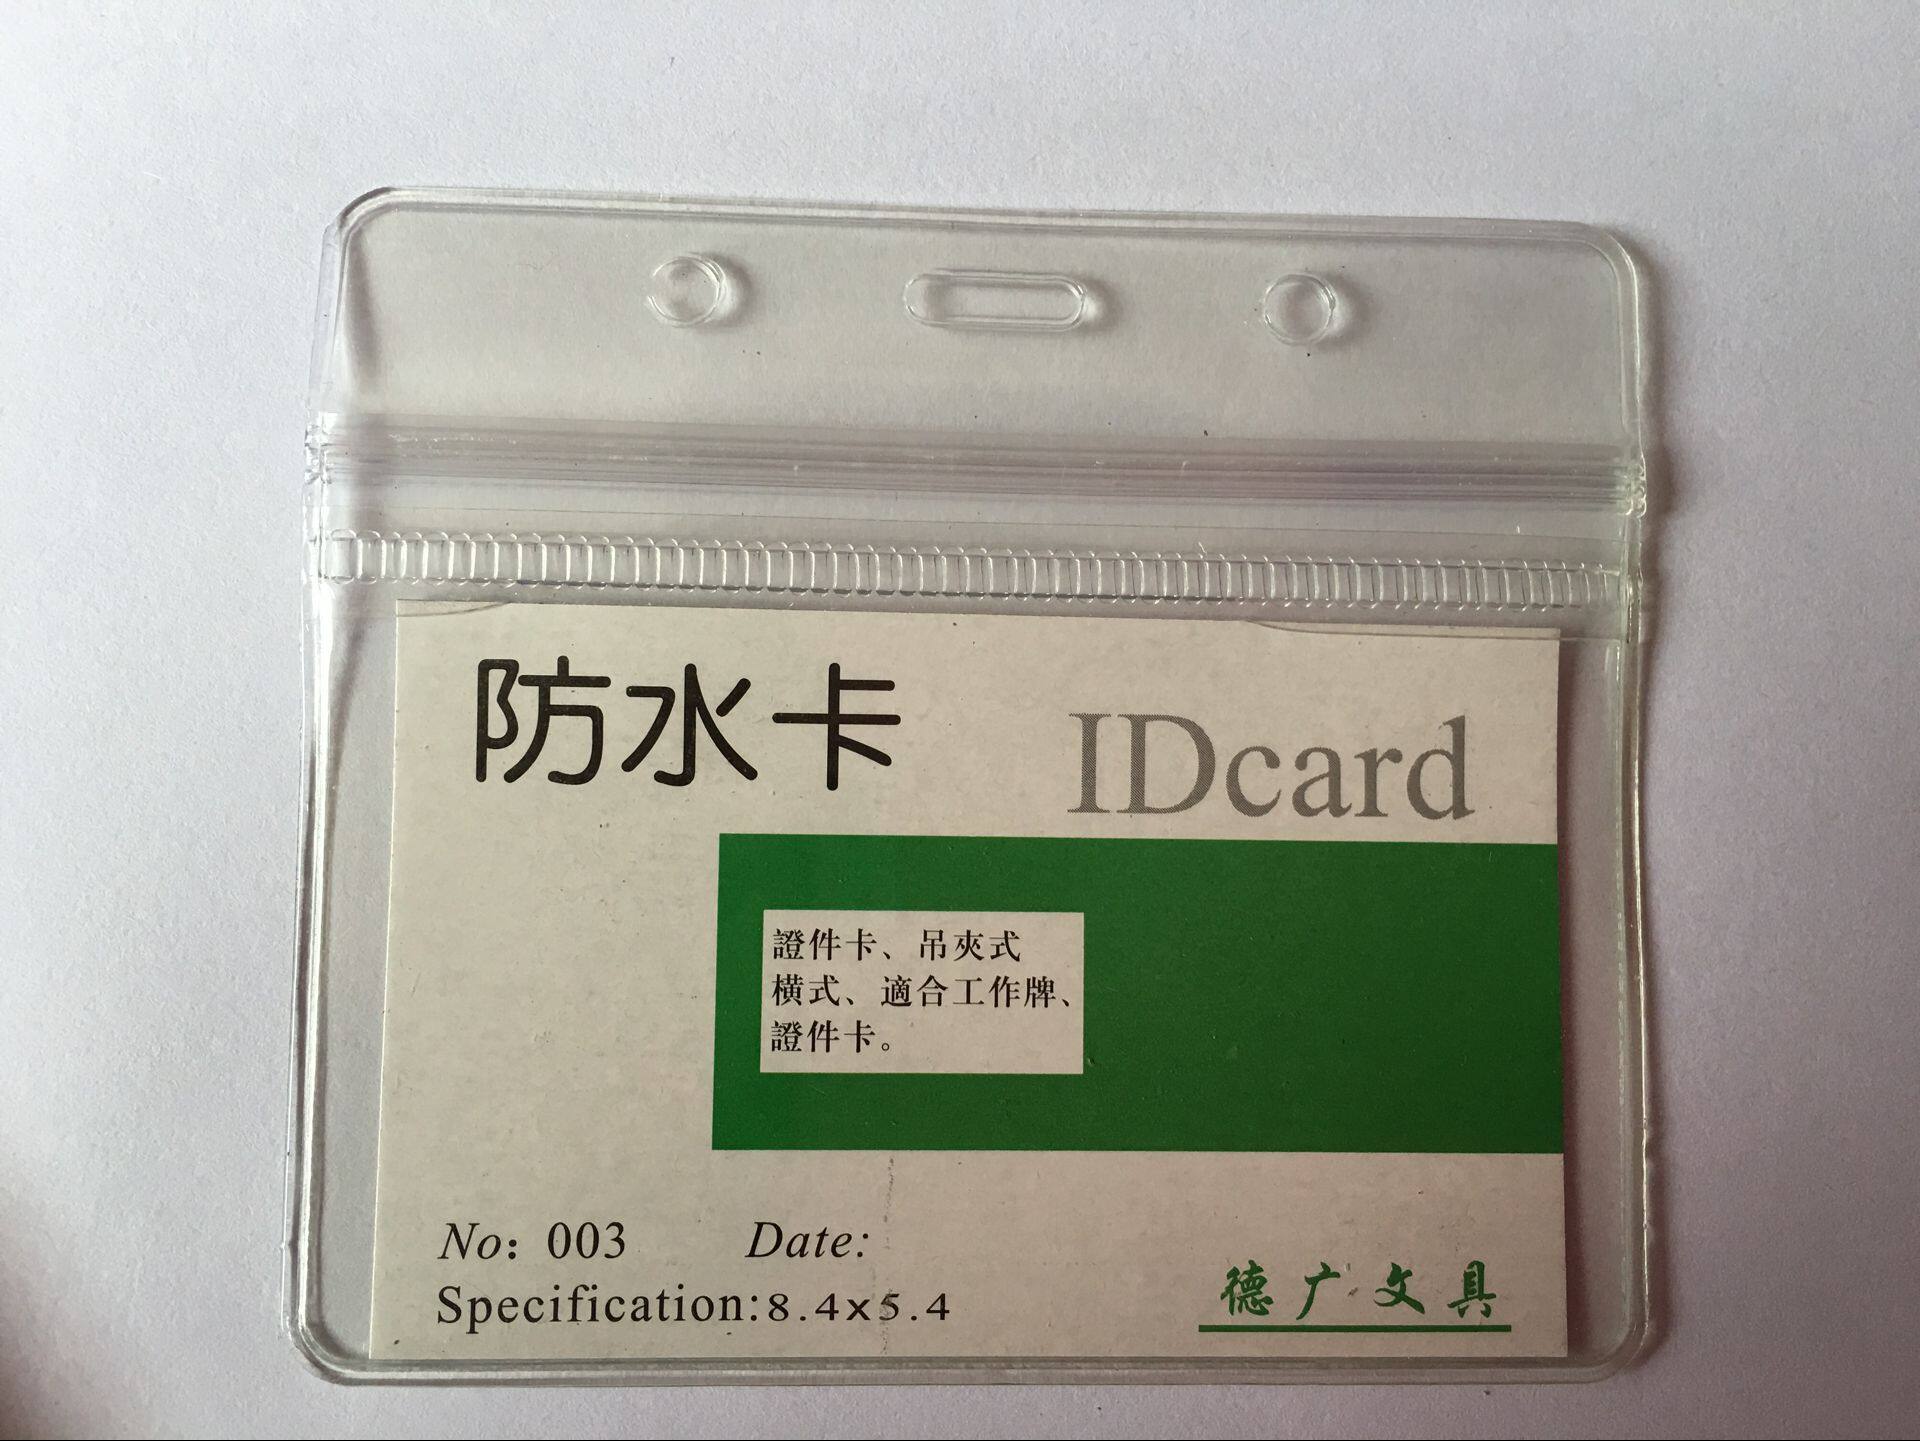 防水卡
IDcard
證件卡、吊夾式
橫式、適合工作牌、
證件卡。
No：003 Date:
Specification:8.4x5.4
德广文具